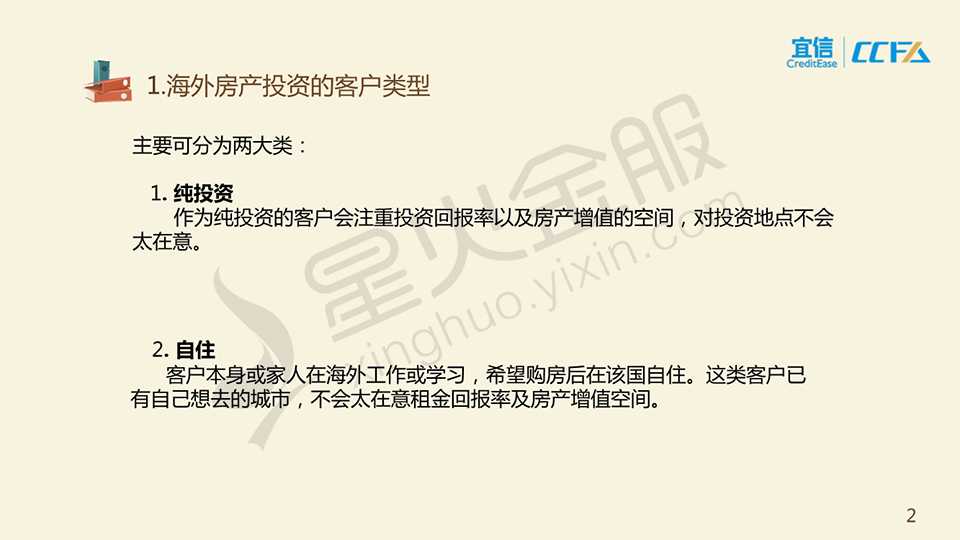 宜信
CreditEase
CCFA
1.海外房产投资的客户类型
主要可分为两大类：
1. 纯投资
作为纯投资的客户会注重投资回报率以及房产增值的空间，对投资地点不会
太在意。
星火金服
xinghuo.yixin.com
2. 自住
客户本身或家人在海外工作或学习，希望购房后在该国自住。这类客户已
有自己想去的城市，不会太在意租金回报率及房产增值空间。
2